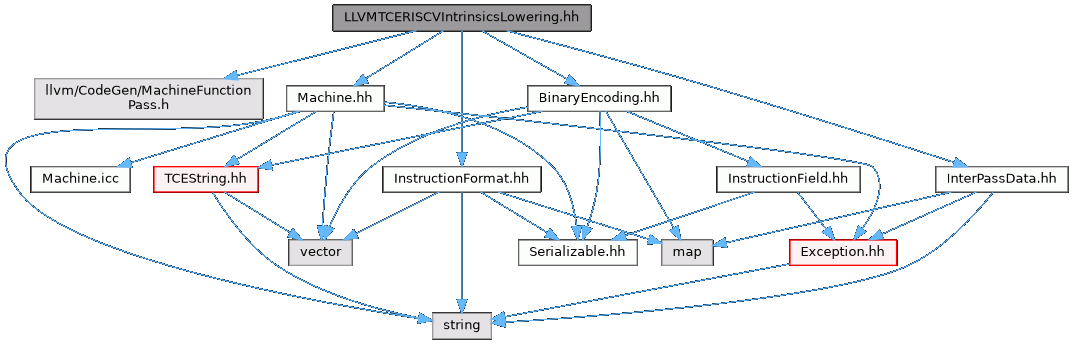 LLVMTCERISCVIntrinsicsLowering.hh
llvm/CodeGen/MachineFunction
Pass.h
Machine.hh
BinaryEncoding.hh
Machine.icc
TCEString.hh
InstructionFormat.hh
InstructionField.hh
InterPassData.hh
vector
Serializable.hh
map
Exception.hh
string